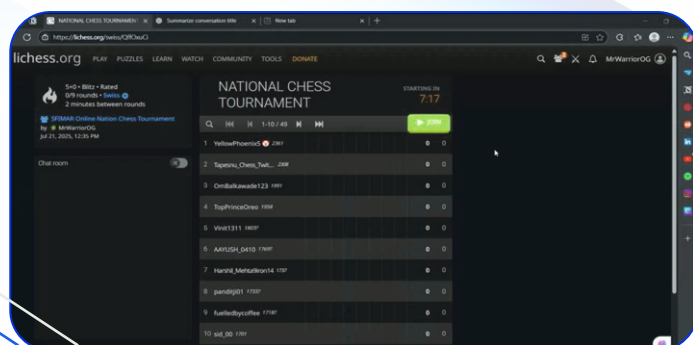 NATIONAL CHESS TOURNAMENT
Summarize conversation title
New tab
https://lichess.org/swiss/
lichess.org PLAY PUZZLES LEARN WATCH COMMUNITY TOOLS DONATE
MrWarriorOG
5+0 • Blitz • Rated
0/9 rounds • Swiss
2 minutes between rounds
SFIMAR Online Nation Chess Tournament
by MrWarriorOG
Jul 21, 2025, 12:35 PM
Chat room
NATIONAL CHESS
TOURNAMENT
STARTING IN
7:17
1-10 / 49
JOIN
1 YellowPhoenix5 2361 0 0
2 Tapesnu_Chess_Twit... 2308 0 0
3 OmBalkawade123 0 0
4 TopPrinceOreo 0 0
5 Vinit1311 0 0
6 AAYUSH_0410 0 0
7 0 0
8 panditji01 0 0
9 fuelledbycoffee 0 0
10 sid_00 1701 0 0